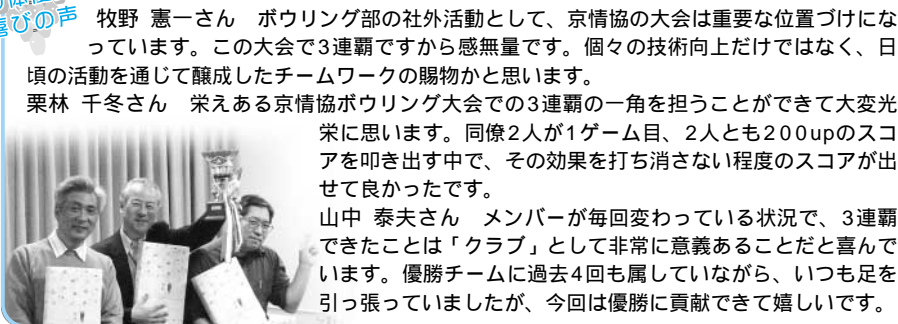 喜びの声
牧野 憲一さん　ボウリング部の社外活動として、京情協の大会は重要な位置づけにな
っています。この大会で3連覇ですから感無量です。個々の技術向上だけではなく、日
頃の活動を通じて醸成したチームワークの賜物かと思います。
栗林 千冬さん　栄えある京情協ボウリング大会での3連覇の一角を担うことができて大変光
栄に思います。同僚2人が1ゲーム目、2人とも200upのスコ
アを叩き出す中で、その効果を打ち消さない程度のスコアが出
せて良かったです。
山中 泰夫さん　メンバーが毎回変わっている状況で、3連覇
できたことは「クラブ」として非常に意義あることだと喜んで
います。優勝チームに過去4回も属していながら、いつも足を
引っ張っていましたが、今回は優勝に貢献できて嬉しいです。